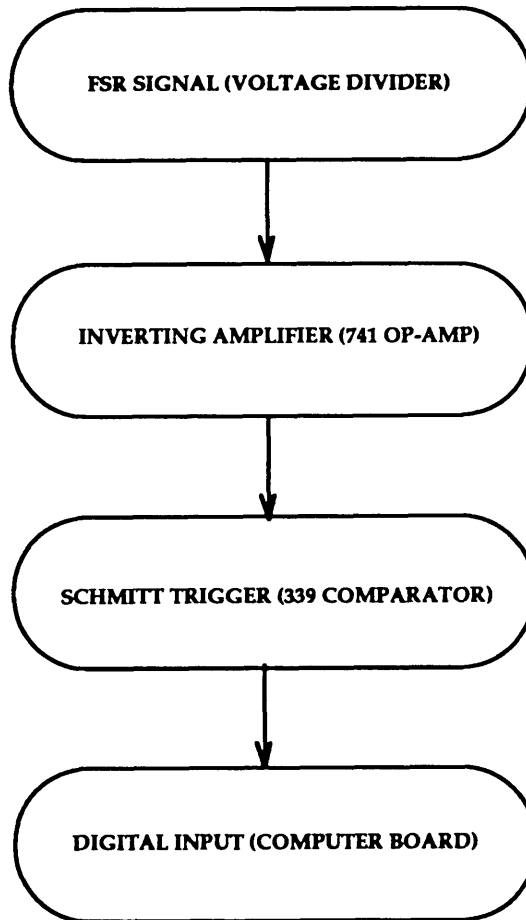 FSR SIGNAL (VOLTAGE DIVIDER)
INVERTING AMPLIFIER (741 OP-AMP)
SCHMITT TRIGGER (339 COMPARATOR)
DIGITAL INPUT (COMPUTER BOARD)